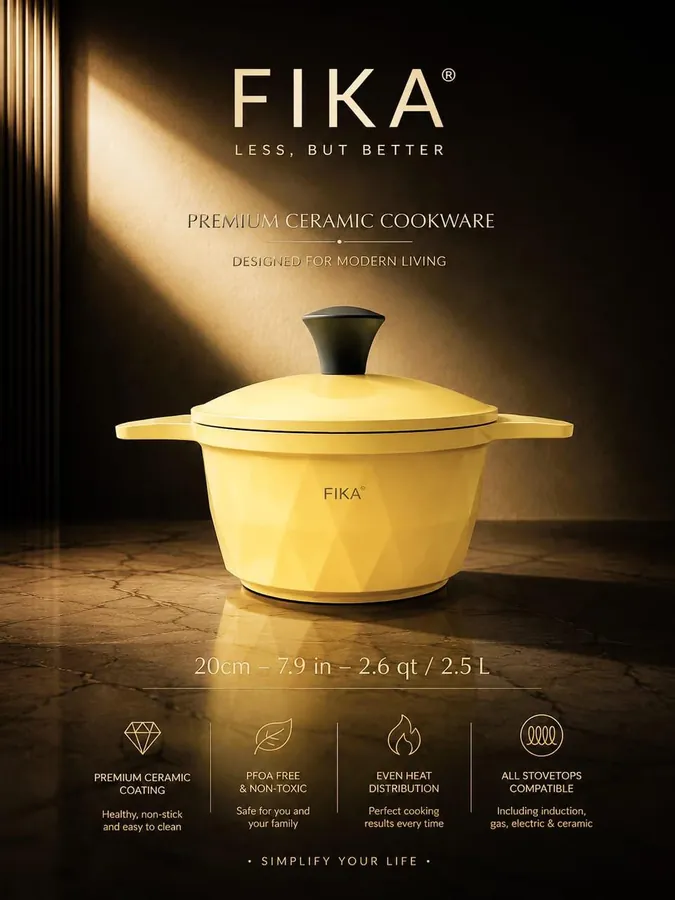 FIKA®
LESS, BUT BETTER
PREMIUM CERAMIC COOKWARE
DESIGNED FOR MODERN LIVING
FIKA®
20cm – 7.9 in – 2.6 qt / 2.5 L
PREMIUM CERAMIC
COATING
Healthy, non-stick
and easy to clean
PFOA FREE
& NON-TOXIC
Safe for you and
your family
EVEN HEAT
DISTRIBUTION
Perfect cooking
results every time
ALL STOVETOPS
COMPATIBLE
Including induction,
gas, electric & ceramic
• SIMPLIFY YOUR LIFE •